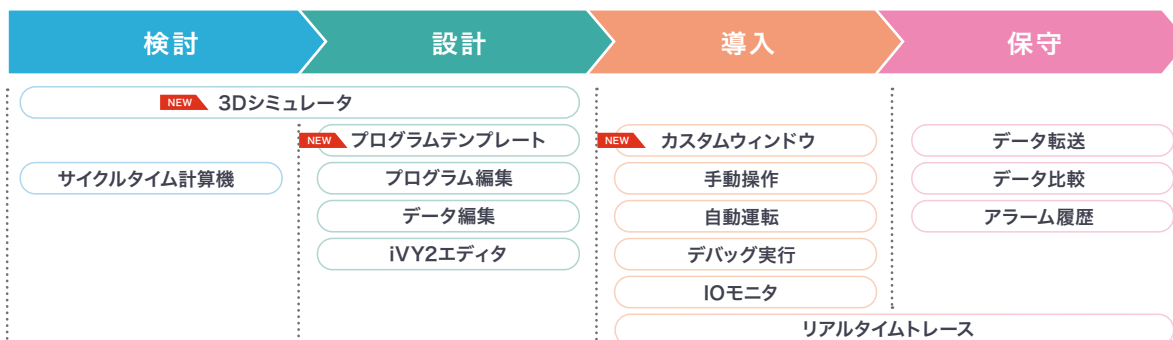 検討
設計
導入
保守
NEW 3Dシミュレータ
NEW プログラムテンプレート
NEW カスタムウィンドウ
データ転送
サイクルタイム計算機
プログラム編集
手動操作
データ比較
データ編集
自動運転
アラーム履歴
iVY2エディタ
デバッグ実行
IOモニタ
リアルタイムトレース